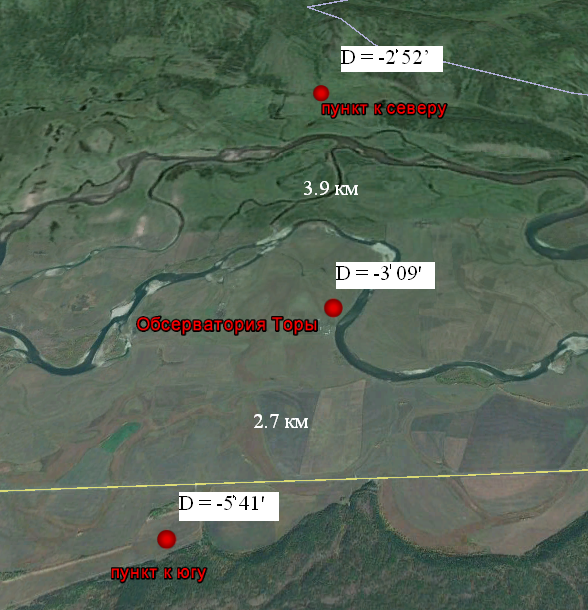 D = -2˚52’
пункт к северу
3.9 км
D = -3˚09'
Обсерватория Торы
2.7 км
D = -5˚41'
пункт к югу